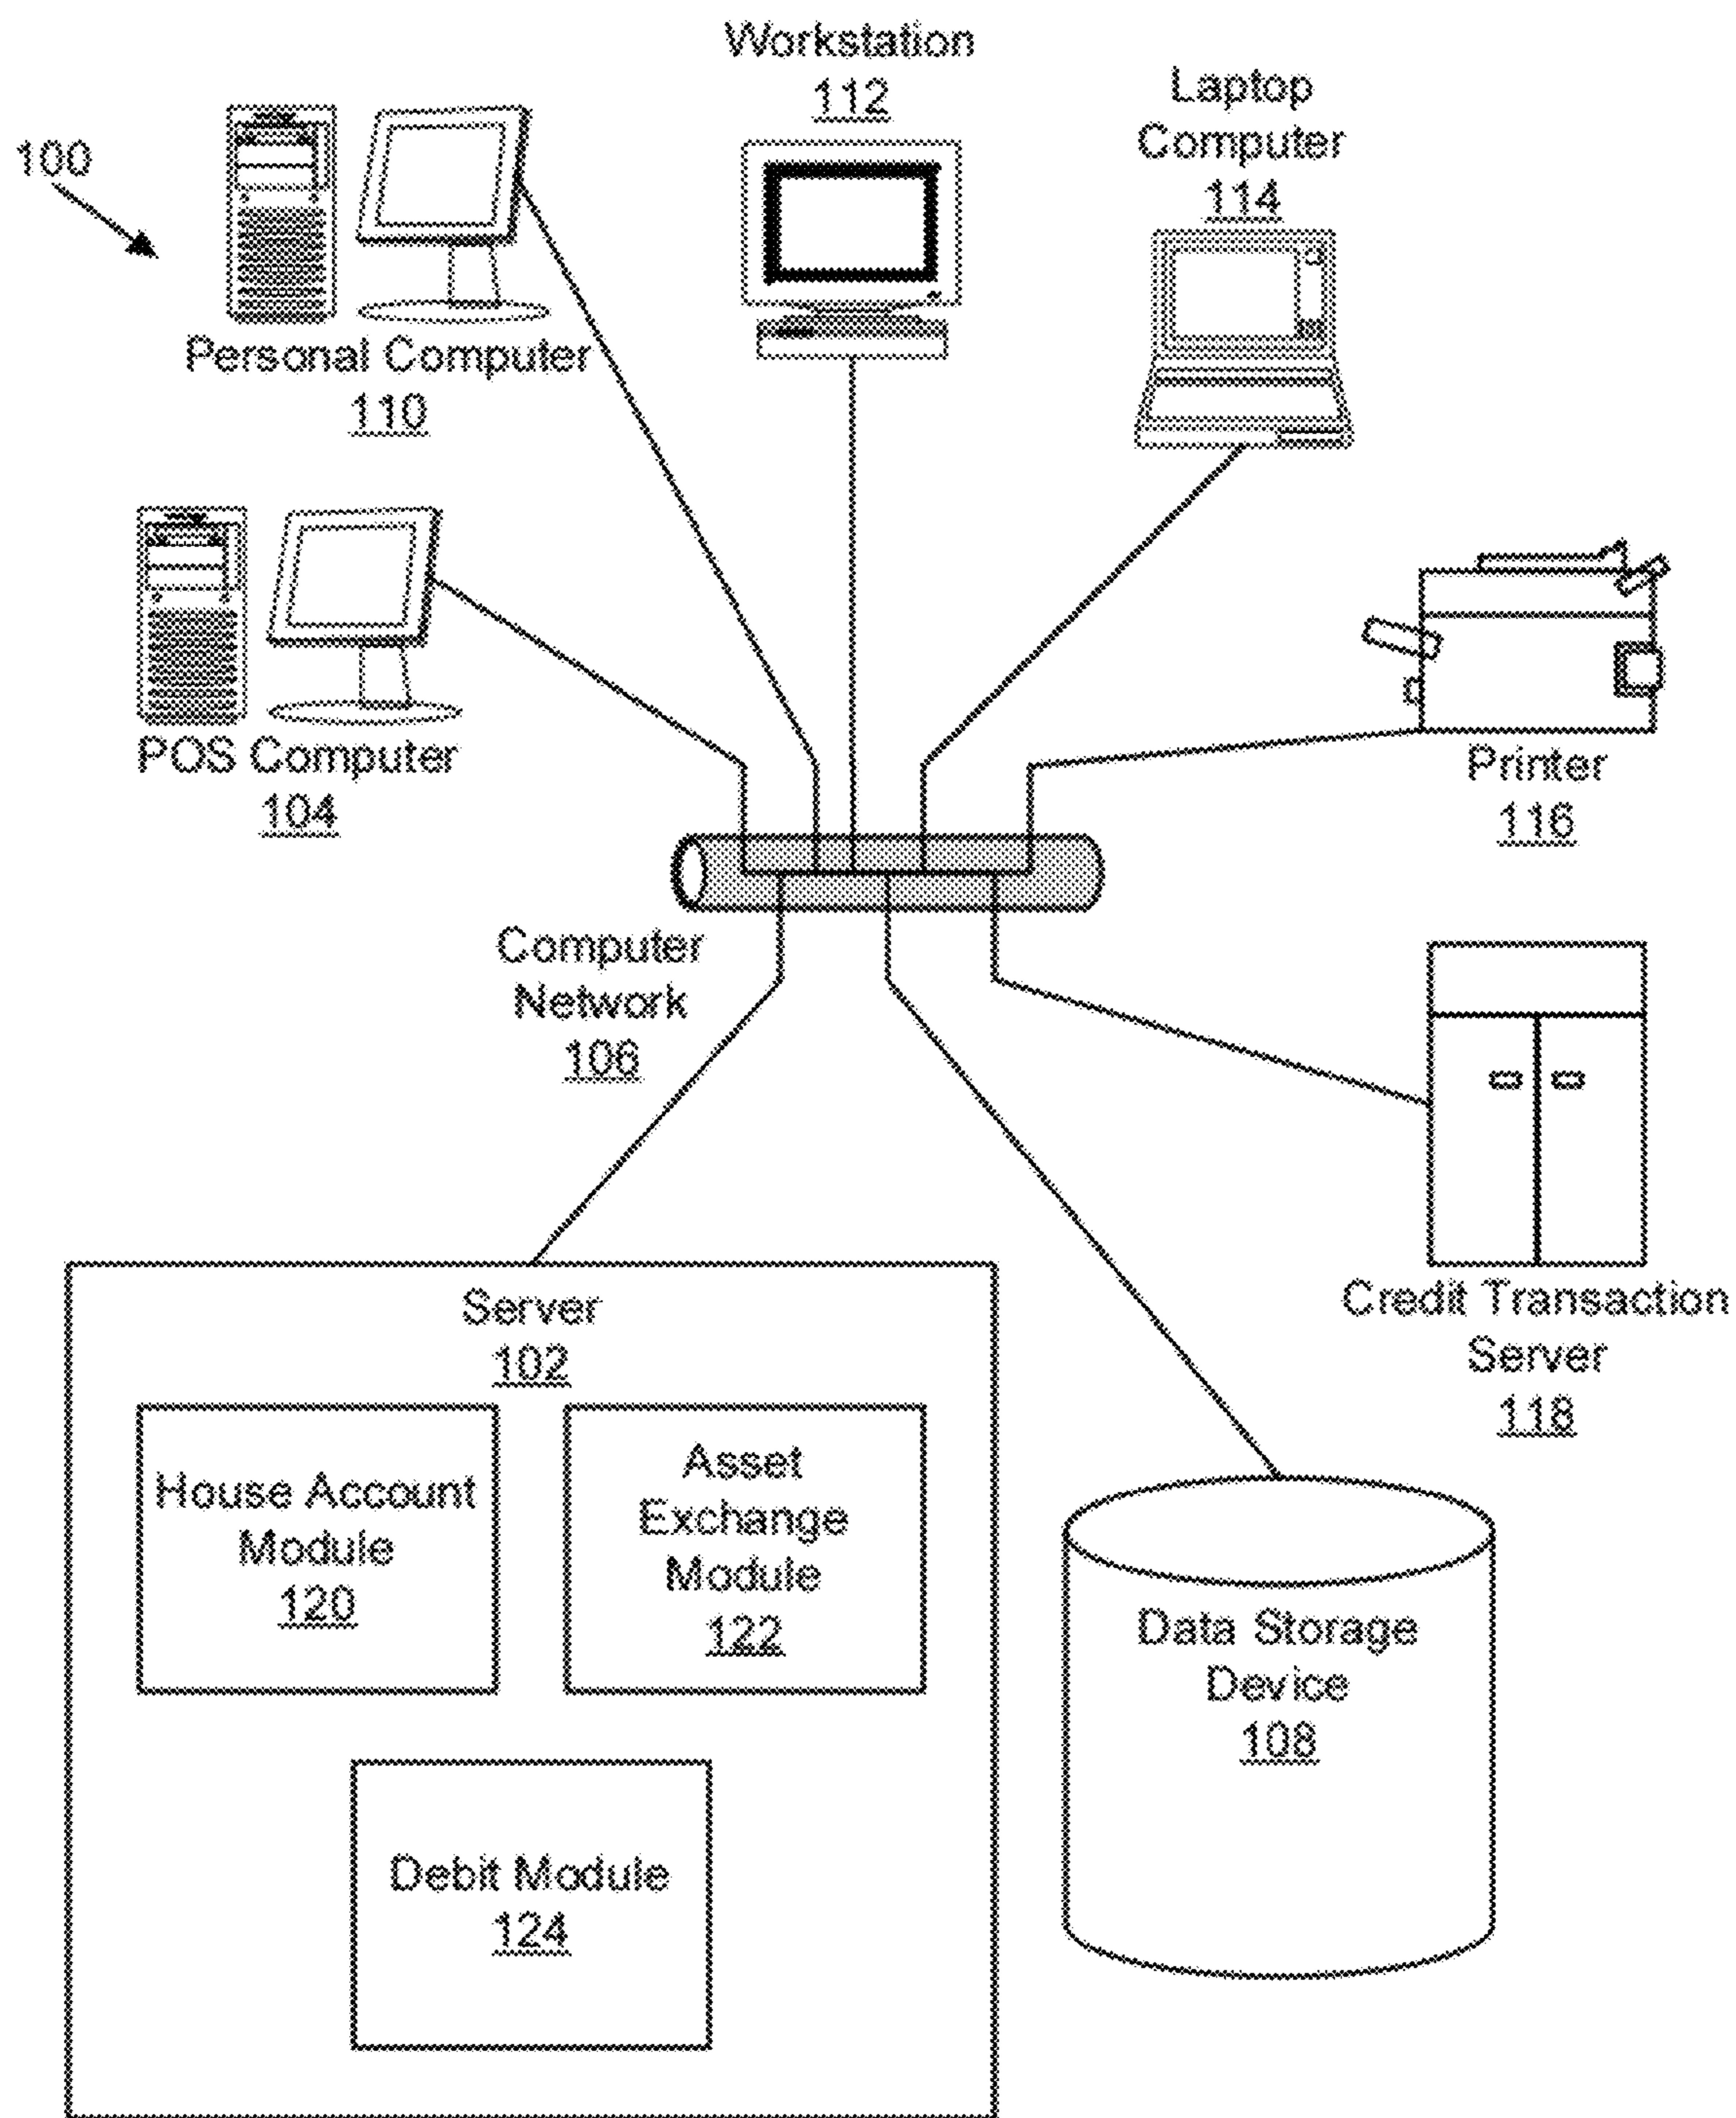 Workstation
112
Laptop
Computer
114
100
Personal Computer
110
POS Computer
104
Printer
116
Computer
Network
106
Credit Transaction
Server
118
Server
102
House Account
Module
120
Asset
Exchange
Module
122
Data Storage
Device
108
Debit Module
124